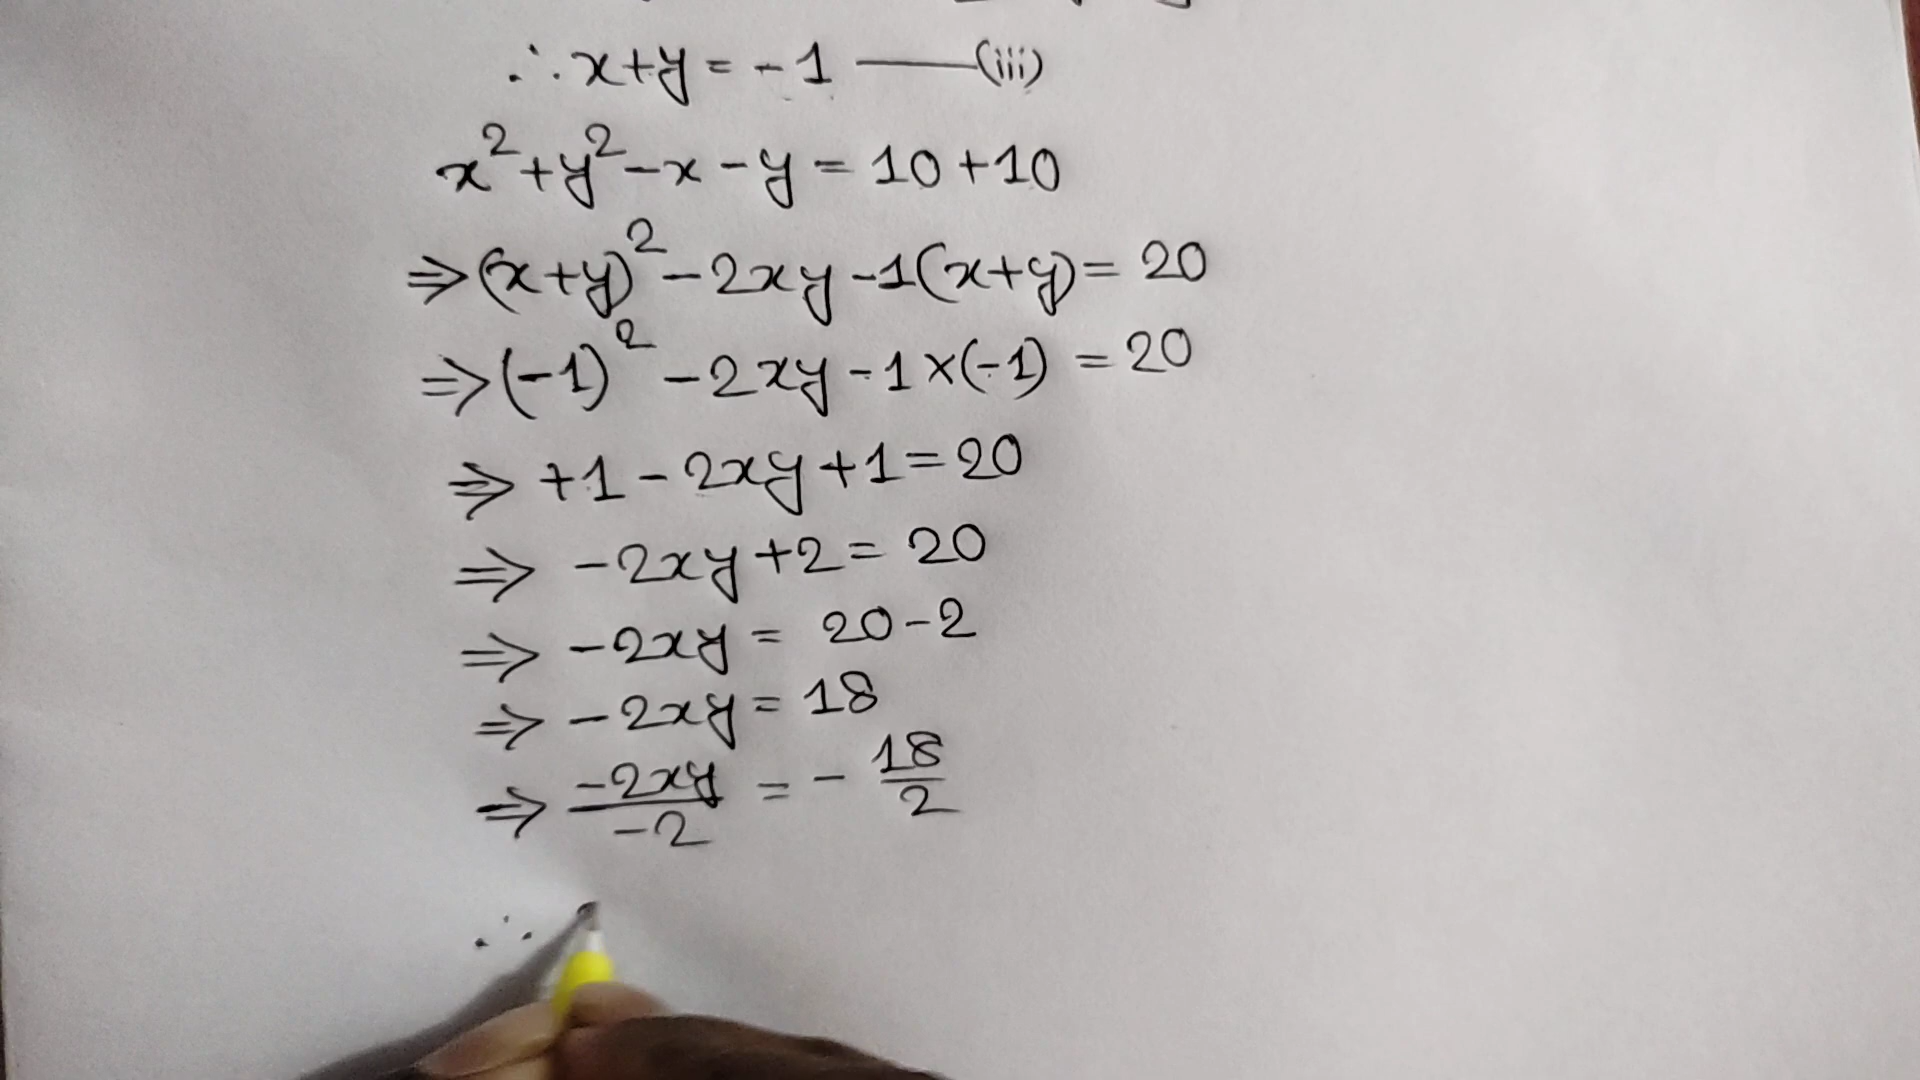 ∴ x+y = -1 ——(iii)
x²+y²-x-y = 10+10
⇒(x+y)²-2xy-1(x+y)= 20
⇒(-1)²-2xy-1×(-1) = 20
⇒ +1-2xy+1=20
⇒ -2xy+2= 20
⇒ -2xy = 20-2
⇒ -2xy = 18
⇒ -2xy/-2 = - 18/2
∴